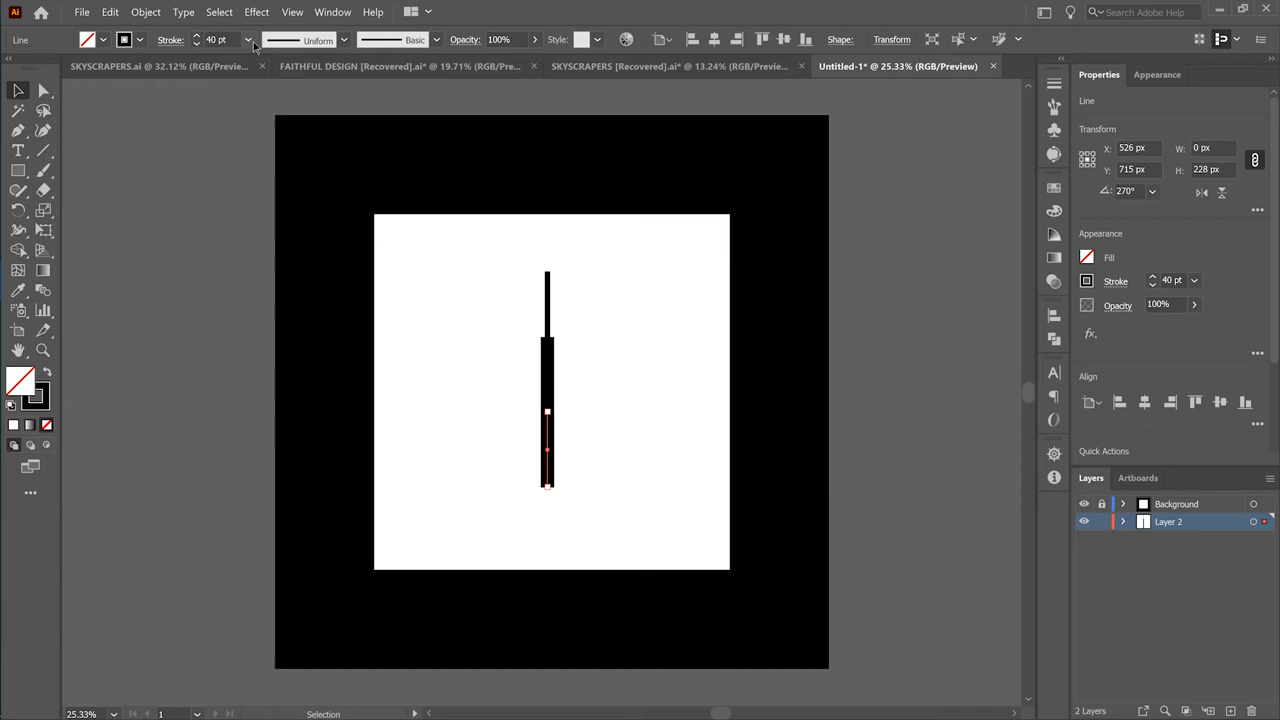 Ai File Edit Object Type Select Effect View Window Help Search Adobe Help
Line Stroke: 40 pt Uniform Basic Opacity: 100% Style: Shape: Transform
SKYSCRAPERS.ai @ 32.12% (RGB/Previe... × FAITHFUL DESIGN [Recovered].ai* @ 19.71% (RGB/Pre... × SKYSCRAPERS [Recovered].ai* @ 13.24% (RGB/Previe... × Untitled-1* @ 25.33% (RGB/Preview) ×
Properties Appearance
Line
Transform
X: 526 px W: 0 px
Y: 715 px H: 228 px
270°
Appearance
Fill
Stroke 40 pt
Opacity 100%
fx.
Align
Quick Actions
Layers Artboards
Background
Layer 2
2 Layers
25.33% 1 Selection